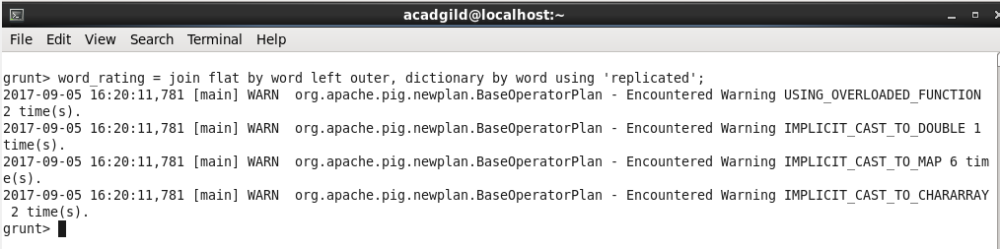 acadgild@localhost:~
File Edit View Search Terminal Help
grunt> word_rating = join flat by word left outer, dictionary by word using 'replicated';
2017-09-05 16:20:11,781 [main] WARN  org.apache.pig.newplan.BaseOperatorPlan - Encountered Warning USING_OVERLOADED_FUNCTION
2 time(s).
2017-09-05 16:20:11,781 [main] WARN  org.apache.pig.newplan.BaseOperatorPlan - Encountered Warning IMPLICIT_CAST_TO_DOUBLE 1
time(s).
2017-09-05 16:20:11,781 [main] WARN  org.apache.pig.newplan.BaseOperatorPlan - Encountered Warning IMPLICIT_CAST_TO_MAP 6 tim
e(s).
2017-09-05 16:20:11,781 [main] WARN  org.apache.pig.newplan.BaseOperatorPlan - Encountered Warning IMPLICIT_CAST_TO_CHARARRAY
 2 time(s).
grunt>